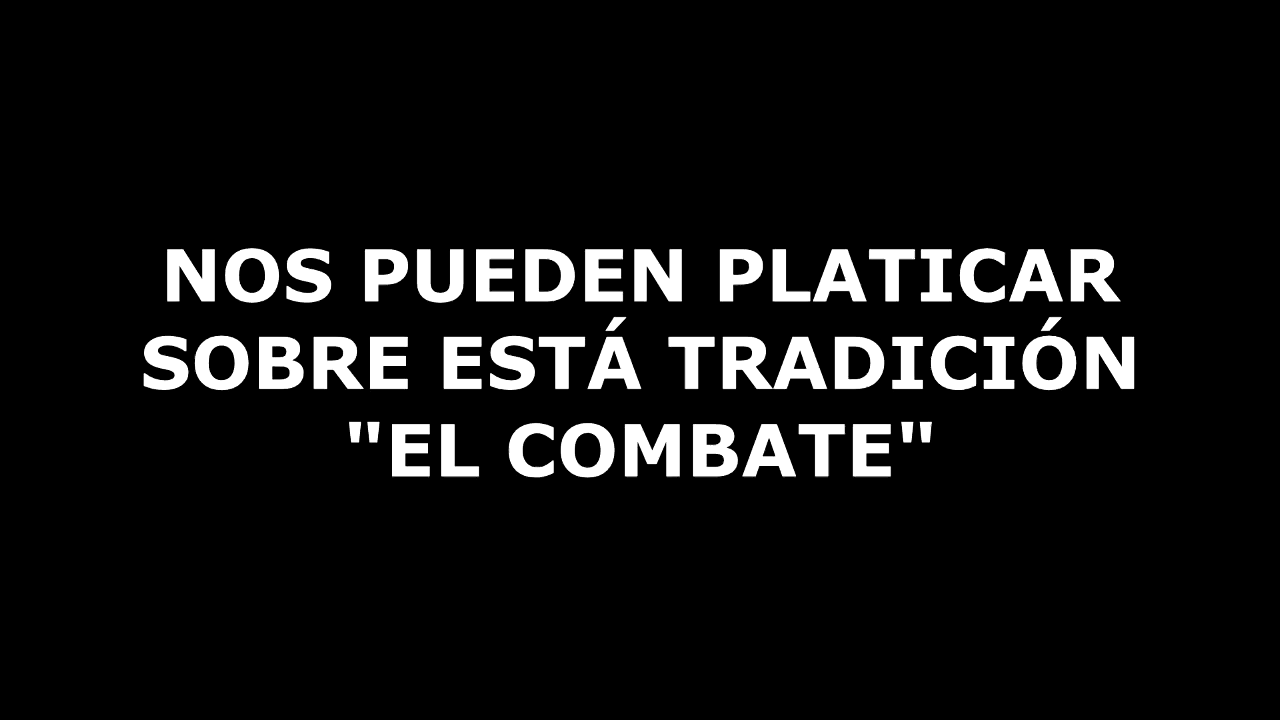 NOS PUEDEN PLATICAR
SOBRE ESTÁ TRADICIÓN
"EL COMBATE"